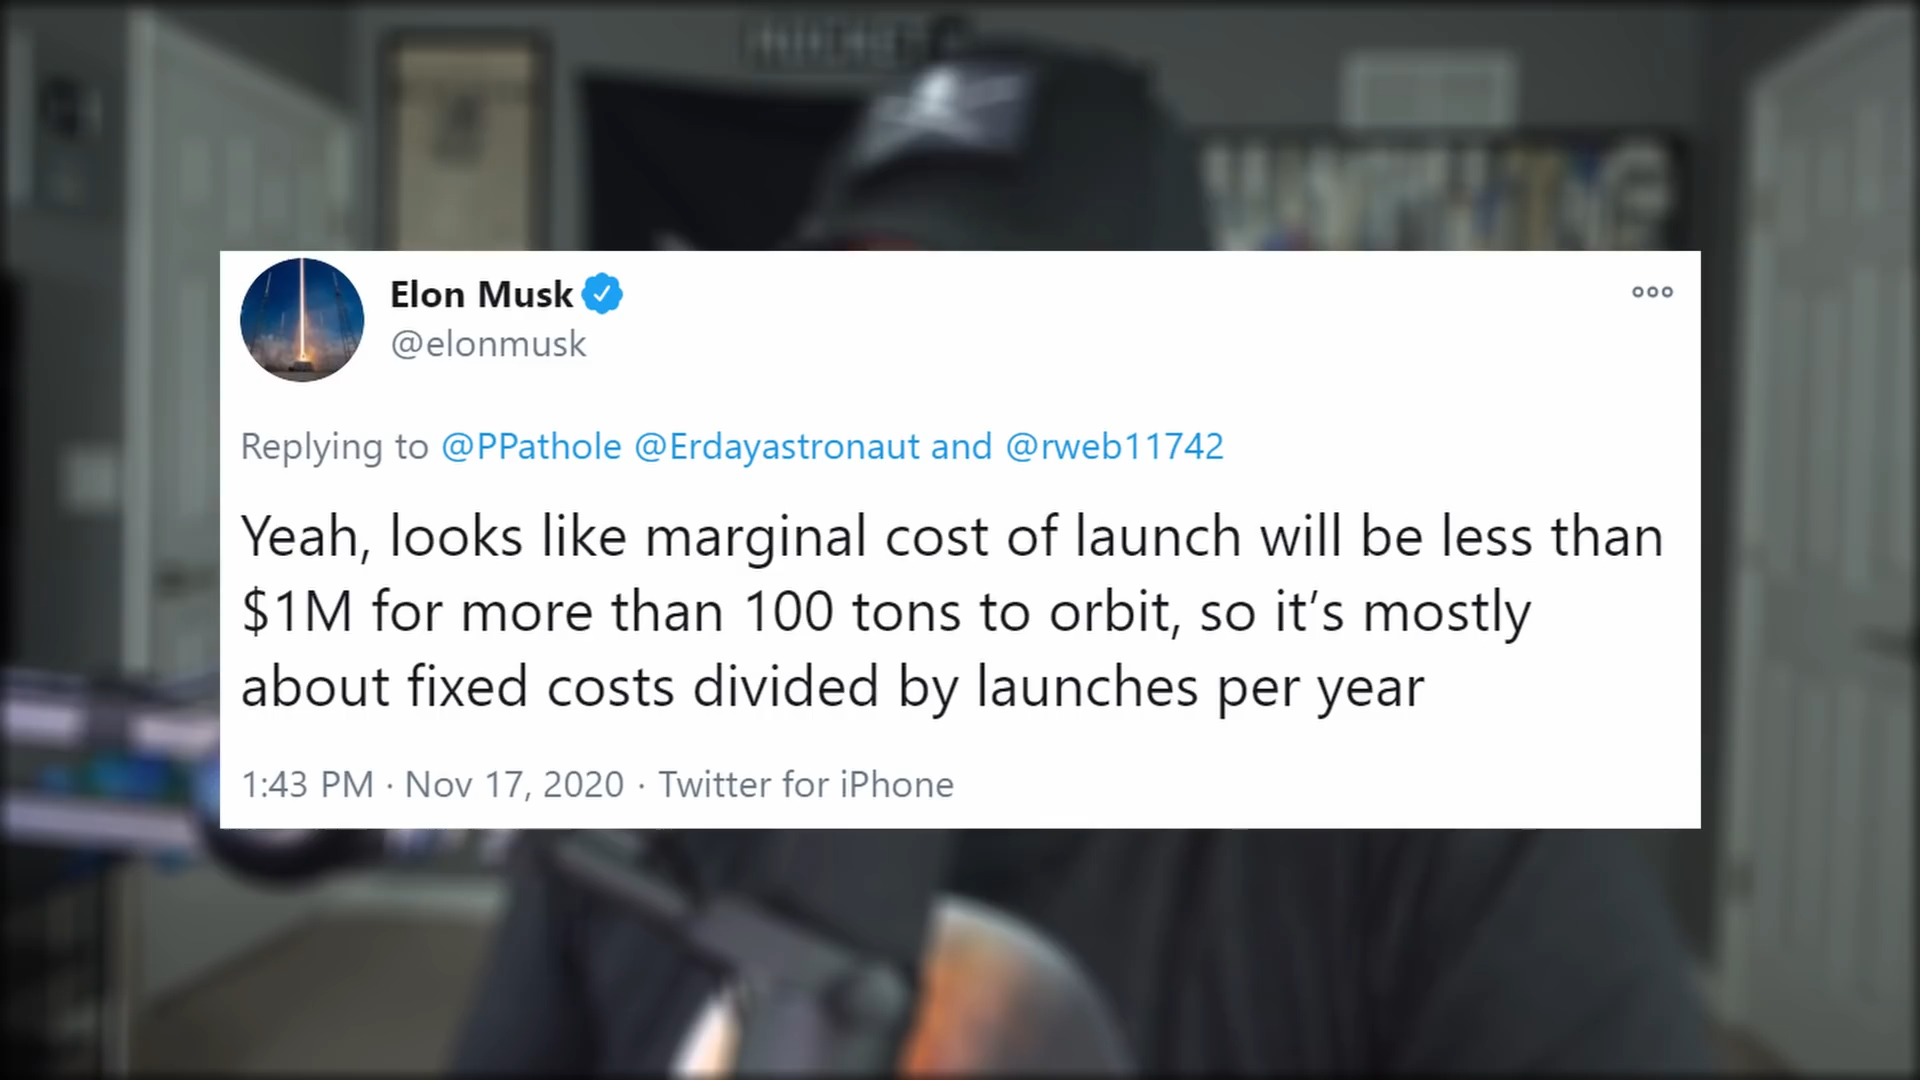 Elon Musk
@elonmusk
Replying to @PPathole @Erdayastronaut and @rweb11742
Yeah, looks like marginal cost of launch will be less than
$1M for more than 100 tons to orbit, so it’s mostly
about fixed costs divided by launches per year
1:43 PM · Nov 17, 2020 · Twitter for iPhone